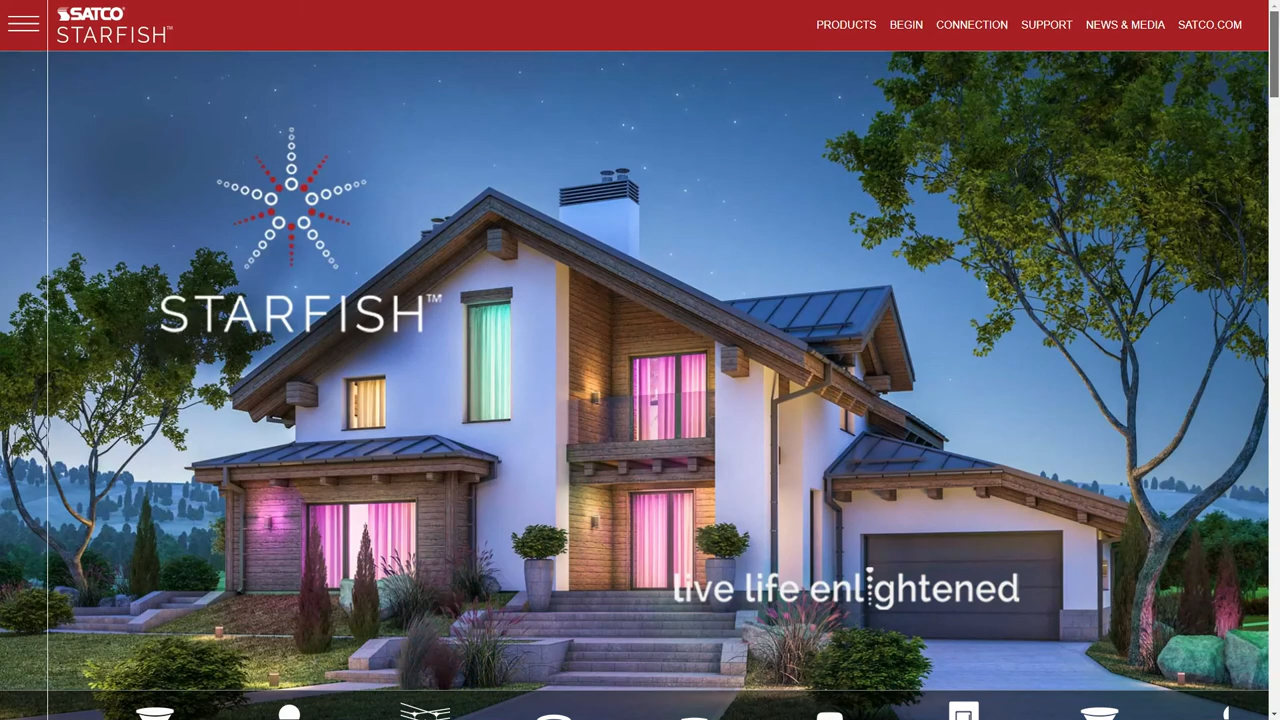 SATCO
STARFISH™
PRODUCTS BEGIN CONNECTION SUPPORT NEWS & MEDIA SATCO.COM
STARFISH™
live life enlightened